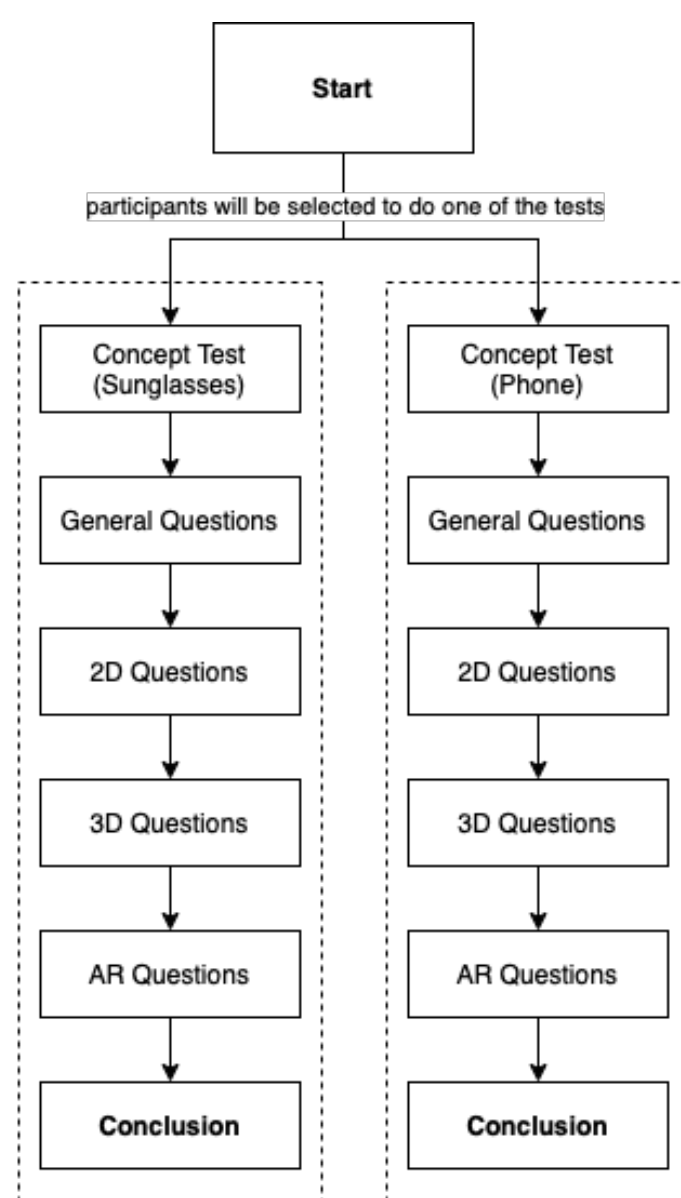 Start
participants will be selected to do one of the tests
Concept Test
(Sunglasses)
General Questions
2D Questions
3D Questions
AR Questions
Conclusion
Concept Test
(Phone)
General Questions
2D Questions
3D Questions
AR Questions
Conclusion